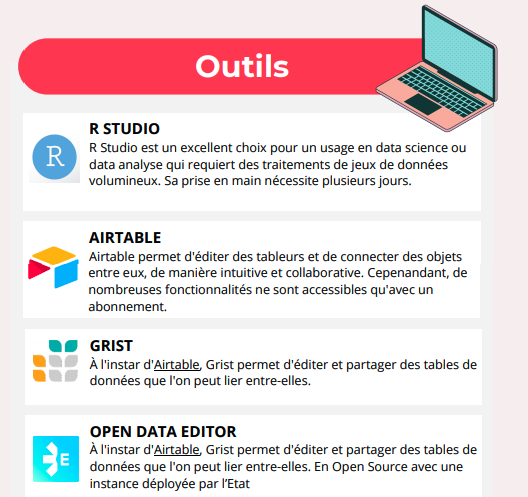 Outils
R STUDIO
R Studio est un excellent choix pour un usage en data science ou
data analyse qui requiert des traitements de jeux de données
volumineux. Sa prise en main nécessite plusieurs jours.
AIRTABLE
Airtable permet d'éditer des tableurs et de connecter des objets
entre eux, de manière intuitive et collaborative. Cepenandant, de
nombreuses fonctionnalités ne sont accessibles qu'avec un
abonnement.
GRIST
À l'instar d'Airtable, Grist permet d'éditer et partager des tables de
données que l'on peut lier entre-elles.
OPEN DATA EDITOR
À l'instar d'Airtable, Grist permet d'éditer et partager des tables de
données que l'on peut lier entre-elles. En Open Source avec une
instance déployée par l'Etat
R
E